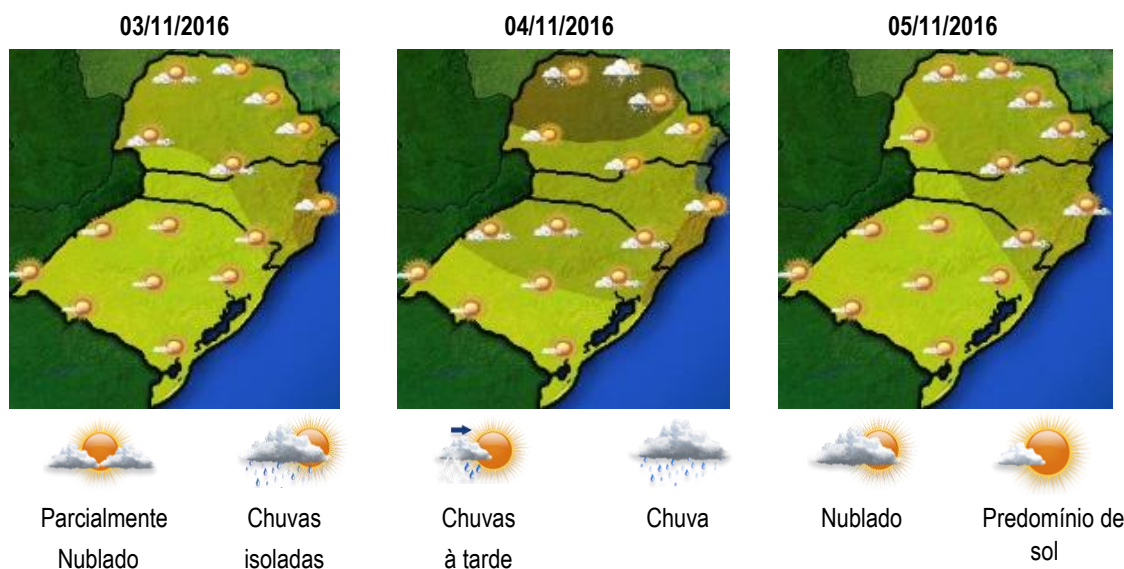 03/11/2016
04/11/2016
05/11/2016
Parcialmente
Nublado
Chuvas
isoladas
Chuvas
à tarde
Chuva
Nublado
Predomínio de
sol